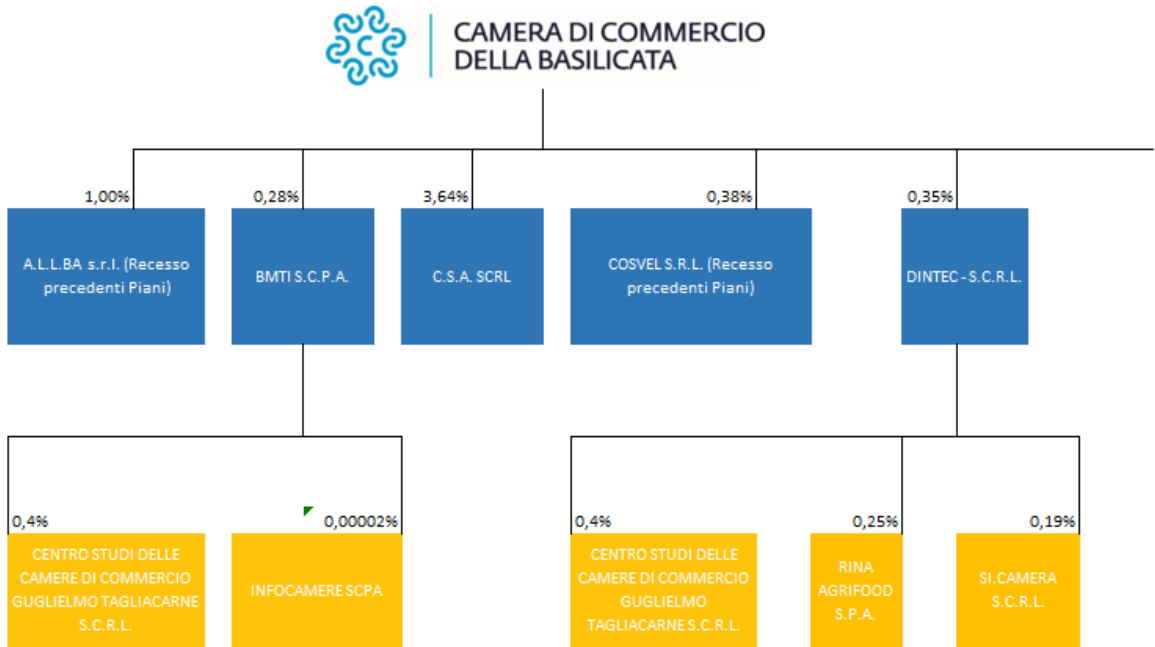 CAMERA DI COMMERCIO
DELLA BASILICATA
1,00%
0,28%
3,64%
0,38%
0,35%
A.L.L.BA s.r.l. (Recesso
precedenti Piani)
BMTI S.C.P.A.
C.S.A. SCRL
COSVEL S.R.L. (Recesso
precedenti Piani)
DINTEC - S.C.R.L.
0,4%
0,00002%
0,4%
0,25%
0,19%
CENTRO STUDI DELLE
CAMERE DI COMMERCIO
GUGLIELMO TAGLIACARNE
S.C.R.L.
INFOCAMERE SCPA
CENTRO STUDI DELLE
CAMERE DI COMMERCIO
GUGLIELMO
TAGLIACARNE S.C.R.L.
RINA
AGRIFOOD
S.P.A.
SI.CAMERA
S.C.R.L.